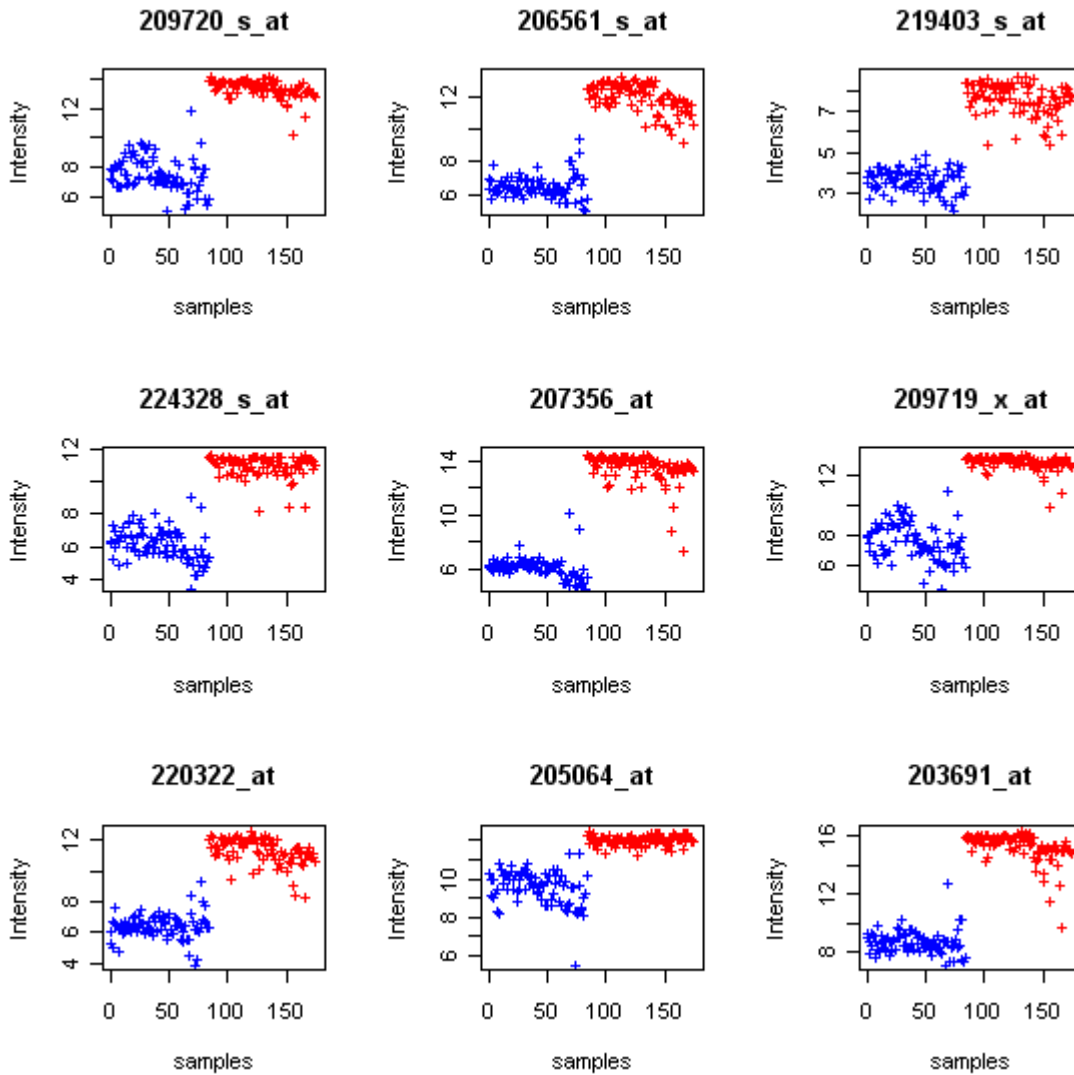 209720_s_at 206561_s_at 219403_s_at
Intensity 12 8 6 Intensity 12 8 6 Intensity 7 5 3
0 50 100 150 0 50 100 150 0 50 100 150
samples samples samples
224328_s_at 207356_at 209719_x_at
Intensity 12 8 6 4 Intensity 14 10 6 Intensity 12 8 6
0 50 100 150 0 50 100 150 0 50 100 150
samples samples samples
220322_at 205064_at 203691_at
Intensity 12 8 6 4 Intensity 10 8 6 Intensity 16 12 8
0 50 100 150 0 50 100 150 0 50 100 150
samples samples samples